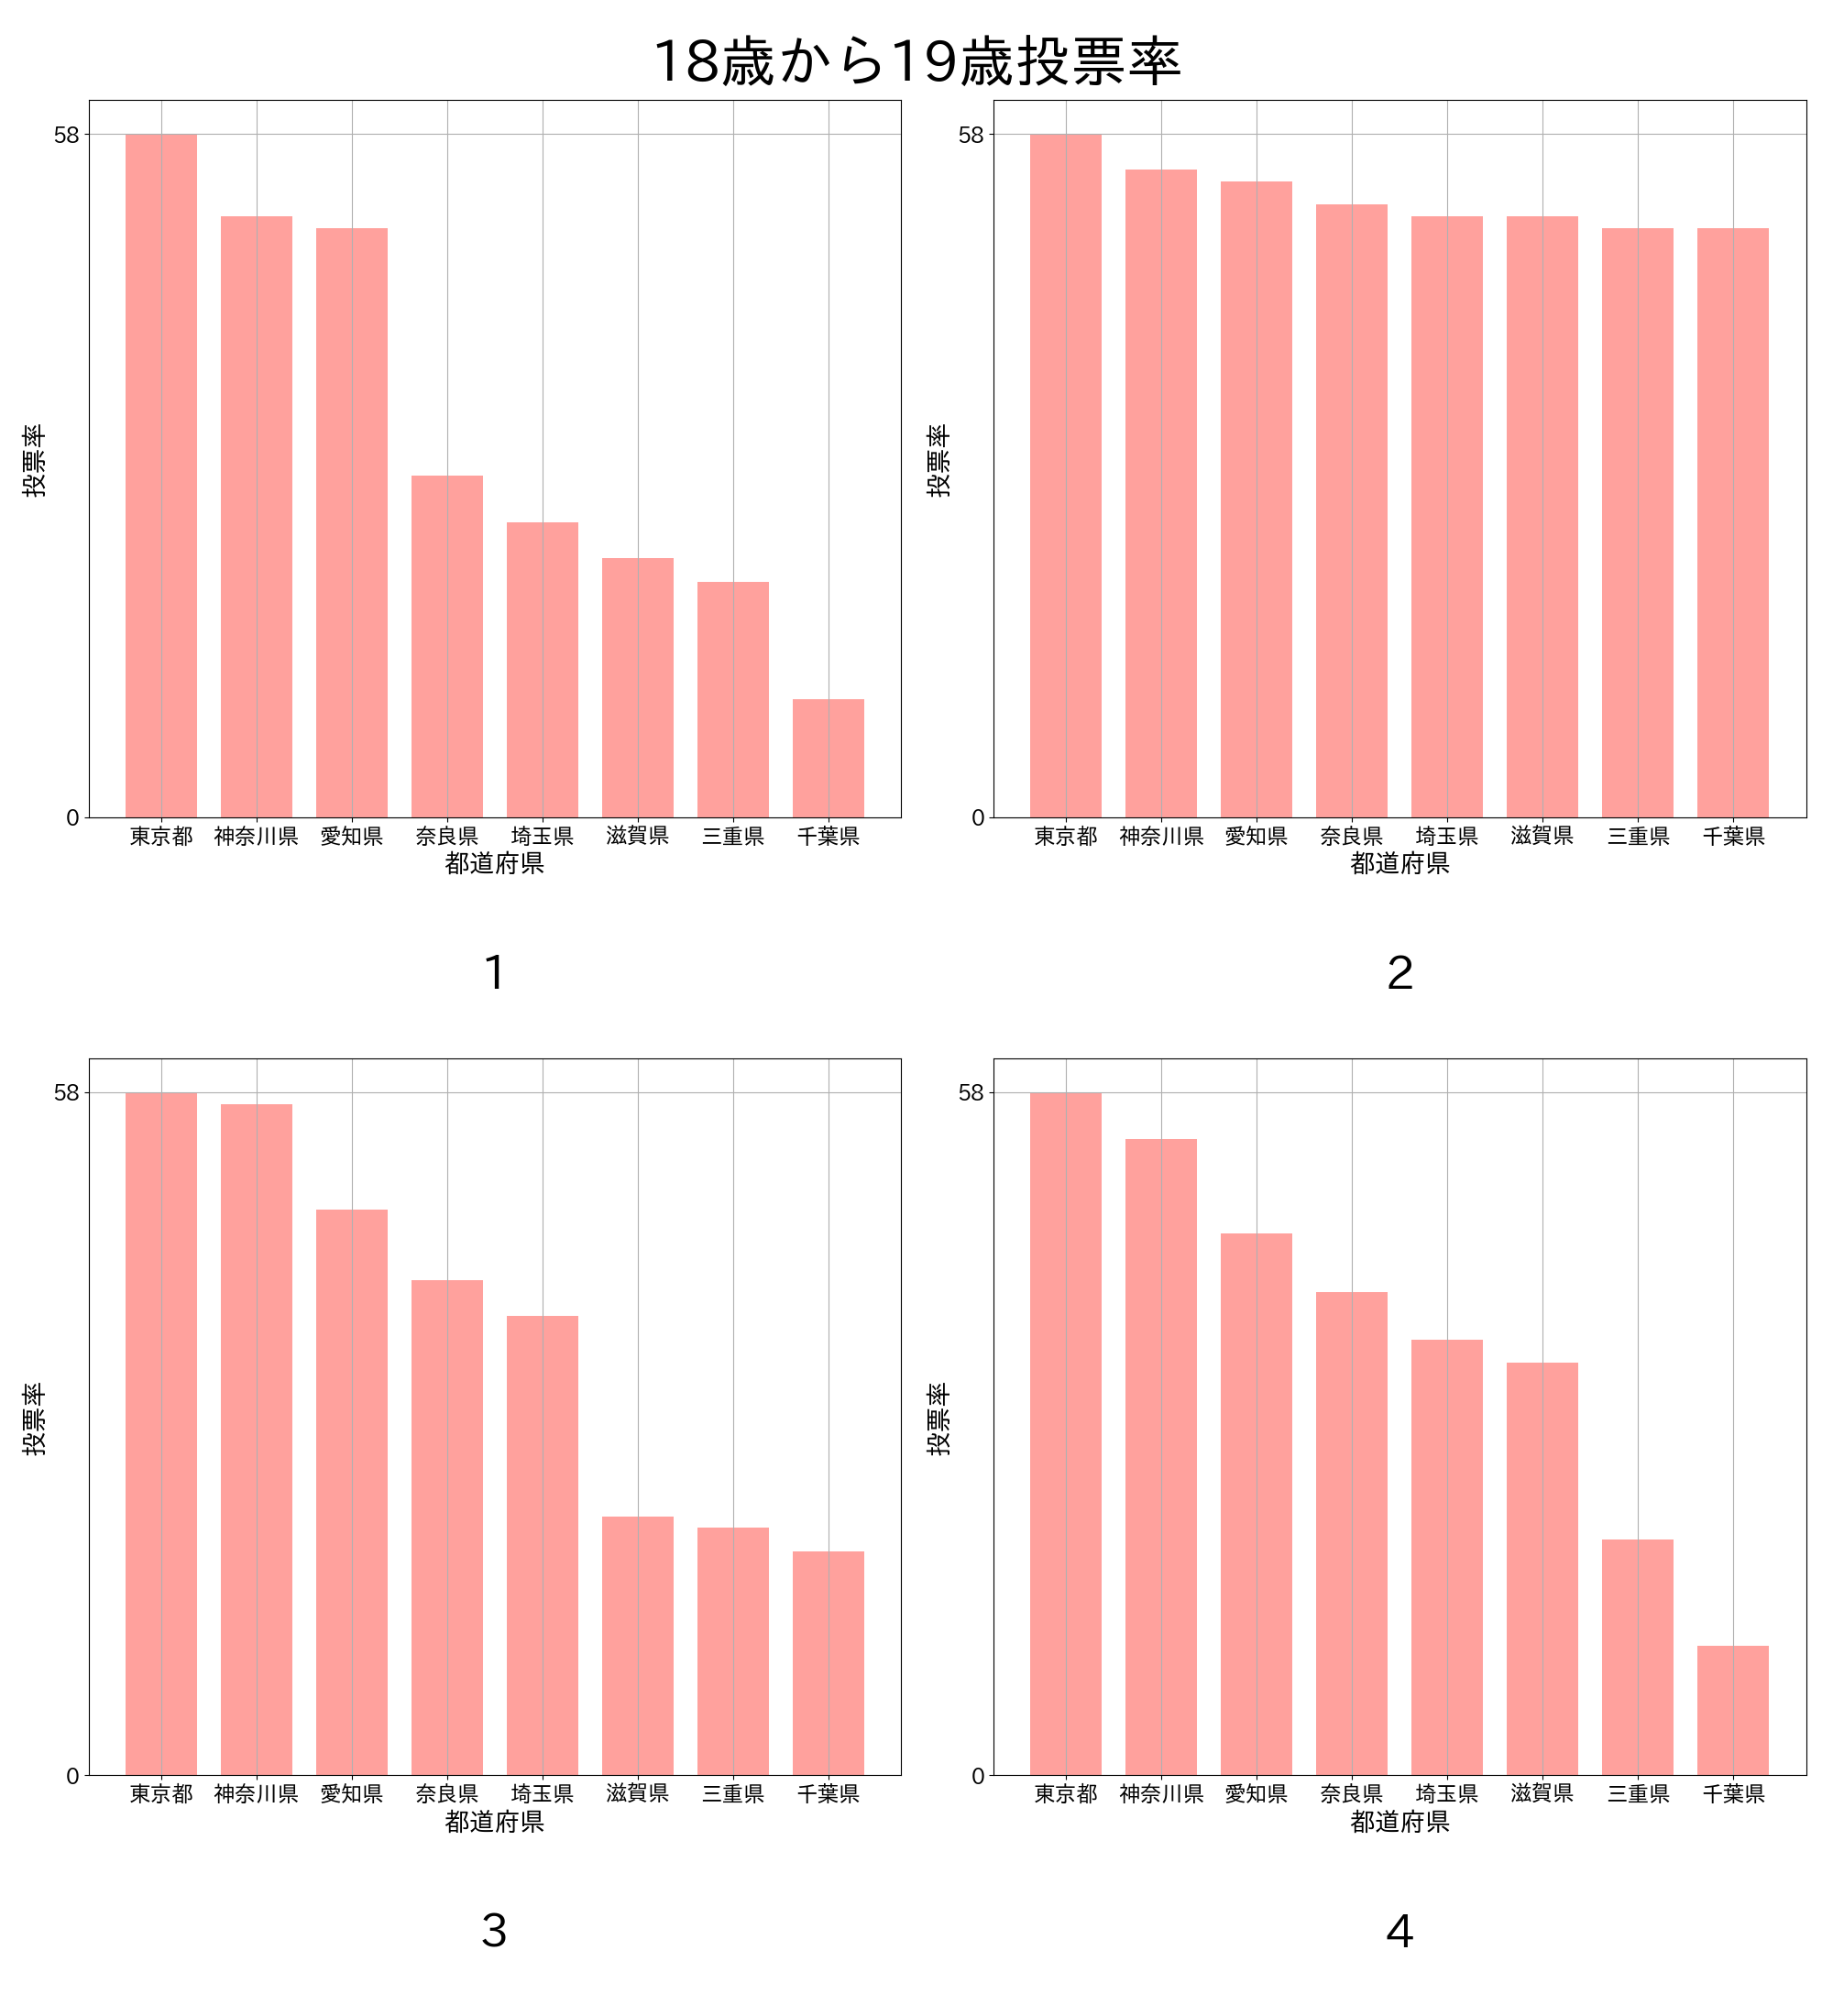 18歳から19歳投票率
58
0
投票率
東京都 神奈川県 愛知県 奈良県 埼玉県 滋賀県 三重県 千葉県
都道府県
1
58
0
投票率
東京都 神奈川県 愛知県 奈良県 埼玉県 滋賀県 三重県 千葉県
都道府県
2
58
0
投票率
東京都 神奈川県 愛知県 奈良県 埼玉県 滋賀県 三重県 千葉県
都道府県
3
58
0
投票率
東京都 神奈川県 愛知県 奈良県 埼玉県 滋賀県 三重県 千葉県
都道府県
4